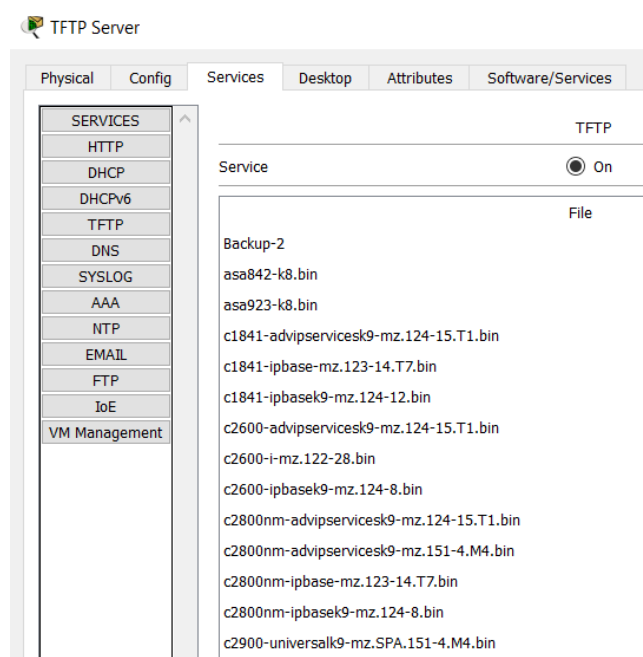 TFTP Server
Physical Config Services Desktop Attributes Software/Services
SERVICES
HTTP
DHCP
DHCPv6
TFTP
DNS
SYSLOG
AAA
NTP
EMAIL
FTP
IoE
VM Management
TFTP
Service On
File
Backup-2
asa842-k8.bin
asa923-k8.bin
c1841-advipservicesk9-mz.124-15.T1.bin
c1841-ipbase-mz.123-14.T7.bin
c1841-ipbasek9-mz.124-12.bin
c2600-advipservicesk9-mz.124-15.T1.bin
c2600-i-mz.122-28.bin
c2600-ipbasek9-mz.124-8.bin
c2800nm-advipservicesk9-mz.124-15.T1.bin
c2800nm-advipservicesk9-mz.151-4.M4.bin
c2800nm-ipbase-mz.123-14.T7.bin
c2800nm-ipbasek9-mz.124-8.bin
c2900-universalk9-mz.SPA.151-4.M4.bin